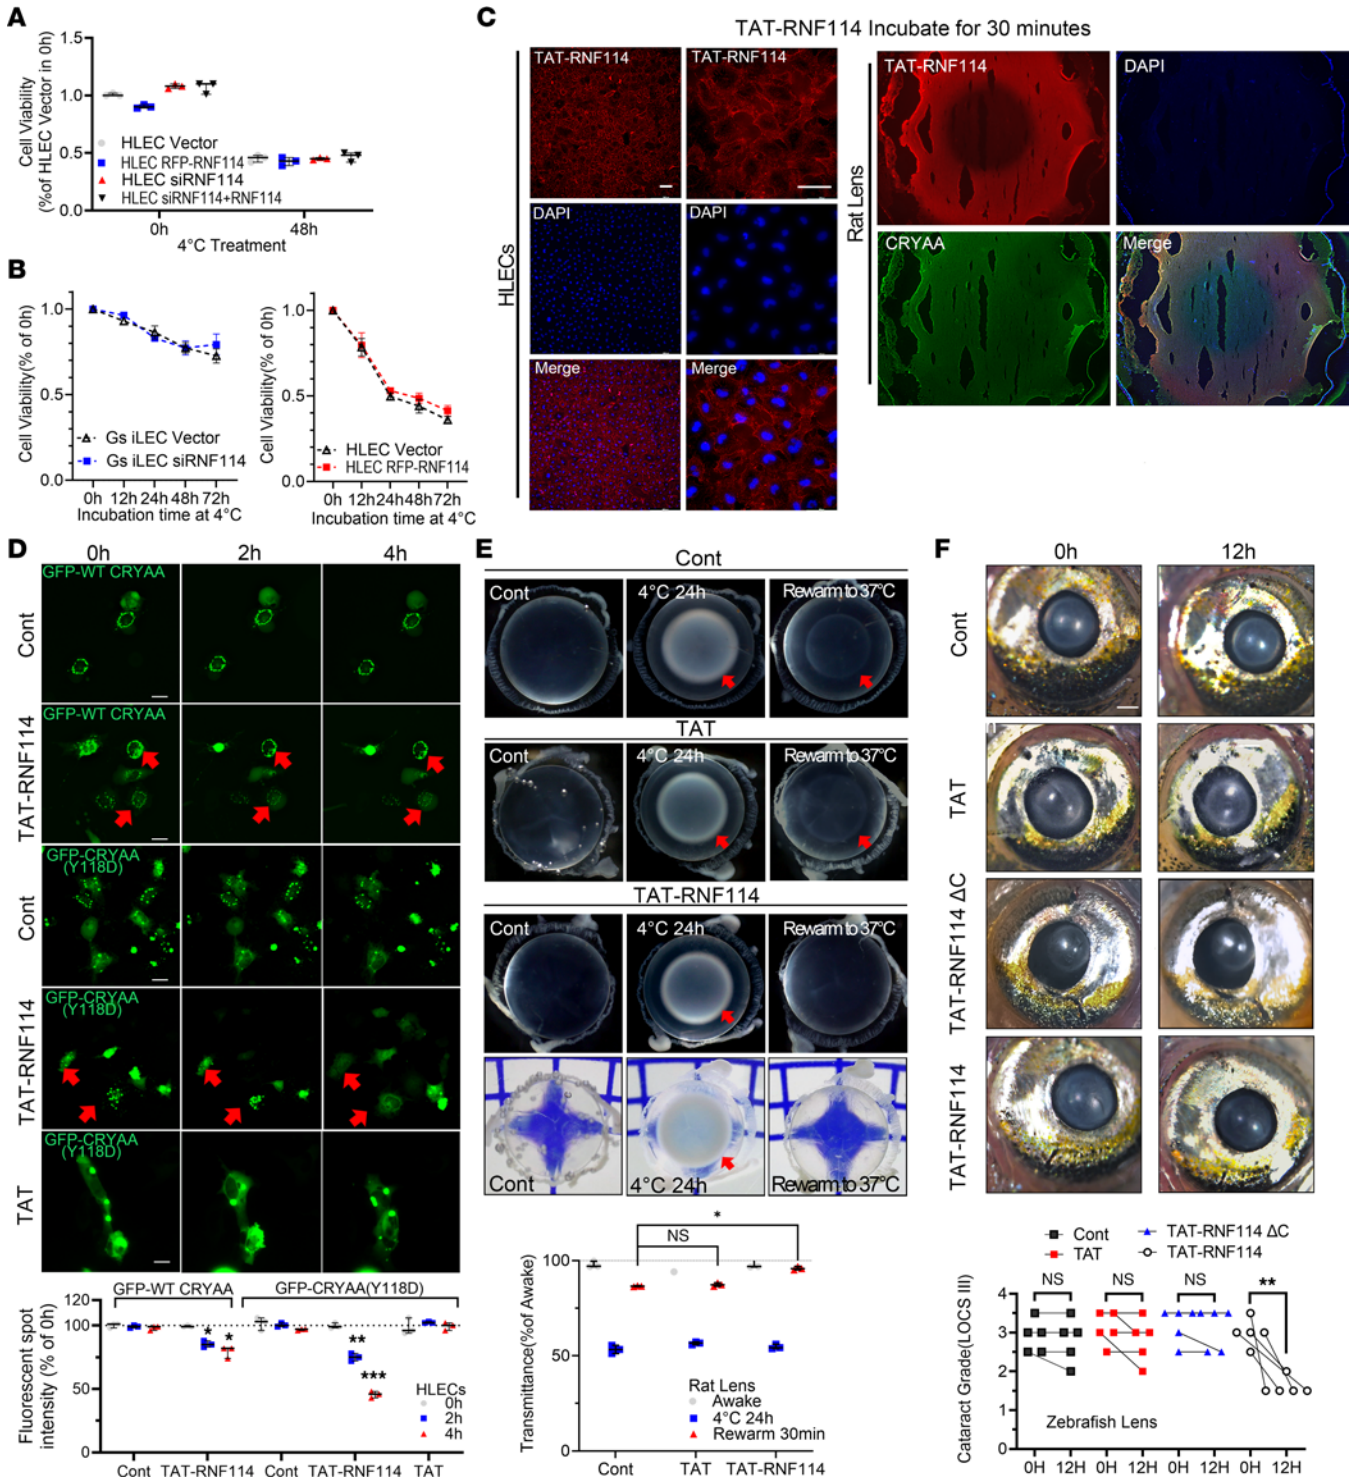 A
Cell Viability
(%of HLEC Vector in 0h)
1.5
1.0
0.5
0.0
HLEC Vector
HLEC RFP-RNF114
HLEC siRNF114
HLEC siRNF114+RNF114
0h
48h
4°C Treatment
B
Cell Viability(% of 0h)
1.0
0.5
0.0
Gs iLEC Vector
Gs iLEC siRNF114
0h 12h 24h 48h 72h
Incubation time at 4°C
Cell Viability(% of 0h)
1.0
0.5
0.0
HLEC Vector
HLEC RFP-RNF114
0h 12h 24h 48h 72h
Incubation time at 4°C
C
TAT-RNF114 Incubate for 30 minutes
HLECs
TAT-RNF114
TAT-RNF114
DAPI
DAPI
Merge
Merge
Rat Lens
TAT-RNF114
DAPI
CRYAA
Merge
D
0h 2h 4h
Cont
GFP-WT CRYAA
TAT-RNF114
GFP-WT CRYAA
Cont
GFP-CRYAA
(Y118D)
TAT-RNF114
GFP-CRYAA
(Y118D)
TAT
GFP-CRYAA
(Y118D)
GFP-WT CRYAA
GFP-CRYAA(Y118D)
Fluorescent spot
intensity (% of 0h)
120
100
50
0
*
*
**
***
HLECs
0h
2h
4h
Cont TAT-RNF114 Cont TAT-RNF114 TAT
E
Cont
Cont
4°C 24h
Rewarm to 37°C
TAT
Cont
4°C 24h
Rewarm to 37°C
TAT-RNF114
Cont
4°C 24h
Rewarm to 37°C
Cont
4°C 24h
Rewarm to 37°C
Transmittance(% of Awake)
100
50
0
NS
*
Rat Lens
Awake
4°C 24h
Rewarm 30min
Cont TAT TAT-RNF114
F
0h 12h
Cont
TAT
TAT-RNF114 ΔC
TAT-RNF114
Cont
TAT
TAT-RNF114 ΔC
TAT-RNF114
Cataract Grade(LOCS III)
4
3
2
1
0
NS
NS
NS
**
Zebrafish Lens
0H 12H 0H 12H 0H 12H 0H 12H